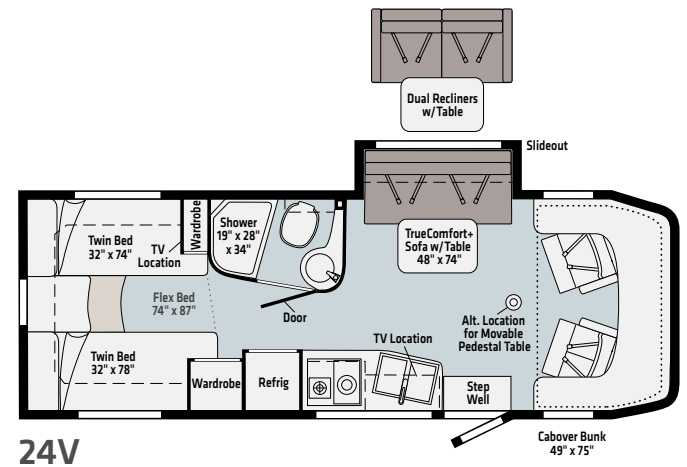 Dual Recliners
w/Table
Slideout
Wardrobe
Shower
19" x 28"
x 34"
TrueComfort+
Sofa w/Table
48" x 74"
Twin Bed
32" x 74"
TV
Location
Flex Bed
74" x 87"
Door
Alt. Location
for Movable
Pedestal Table
TV Location
Twin Bed
32" x 78"
Wardrobe
Refrig
Step
Well
Cabover Bunk
49" x 75"
24V